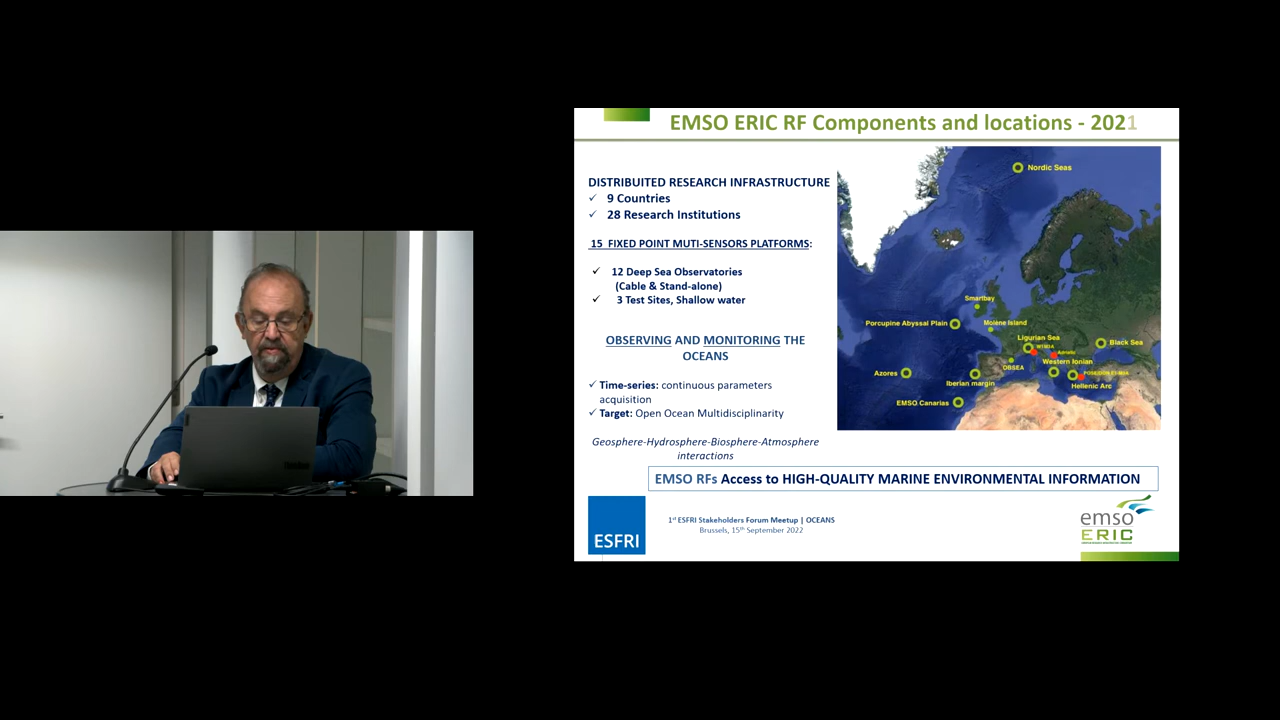 EMSO ERIC RF Components and locations - 2021
DISTRIBUITED RESEARCH INFRASTRUCTURE
✓ 9 Countries
✓ 28 Research Institutions
15 FIXED POINT MUTI-SENSORS PLATFORMS:
✓ 12 Deep Sea Observatories
(Cable & Stand-alone)
✓ 3 Test Sites, Shallow water
OBSERVING AND MONITORING THE
OCEANS
✓ Time-series: continuous parameters
acquisition
✓ Target: Open Ocean Multidisciplinarity
Geosphere-Hydrosphere-Biosphere-Atmosphere
interactions
Nordic Seas
Smartbay
Porcupine Abyssal Plain
Molène Island
Ligurian Sea
W1M3A
Adriatic
Black Sea
Western Ionian
OBSEA
Azores
Iberian margin
POSEIDON E1M3A
Hellenic Arc
EMSO Canarias
EMSO RFs Access to HIGH-QUALITY MARINE ENVIRONMENTAL INFORMATION
ESFRI
1st ESFRI Stakeholders Forum Meetup | OCEANS
Brussels, 15th September 2022
emso
ERIC